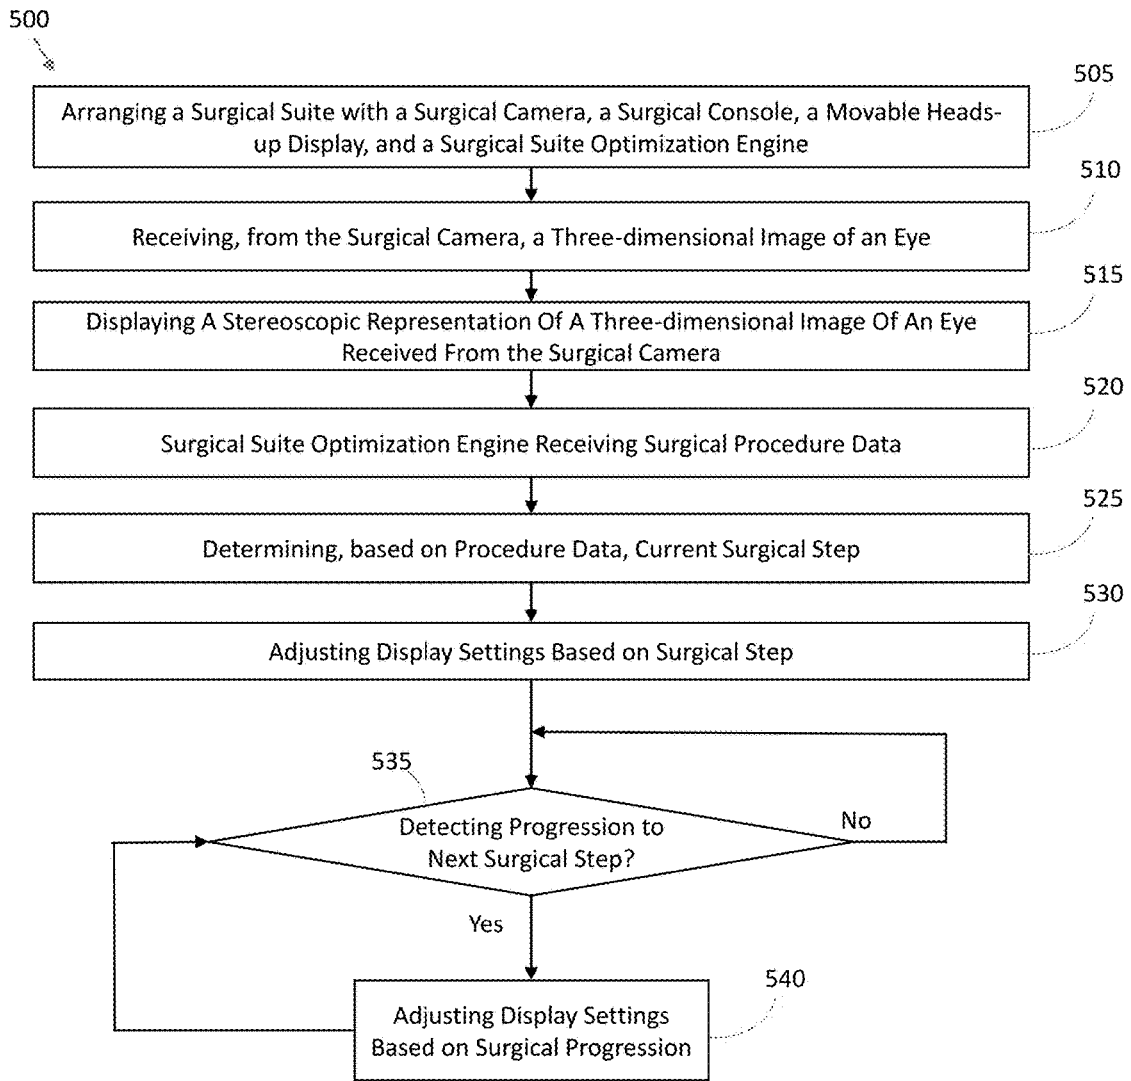 500
505
Arranging a Surgical Suite with a Surgical Camera, a Surgical Console, a Movable Heads-
up Display, and a Surgical Suite Optimization Engine
510
Receiving, from the Surgical Camera, a Three-dimensional Image of an Eye
515
Displaying A Stereoscopic Representation Of A Three-dimensional Image Of An Eye
Received From the Surgical Camera
520
Surgical Suite Optimization Engine Receiving Surgical Procedure Data
525
Determining, based on Procedure Data, Current Surgical Step
530
Adjusting Display Settings Based on Surgical Step
535
Detecting Progression to
Next Surgical Step?
No
Yes
540
Adjusting Display Settings
Based on Surgical Progression